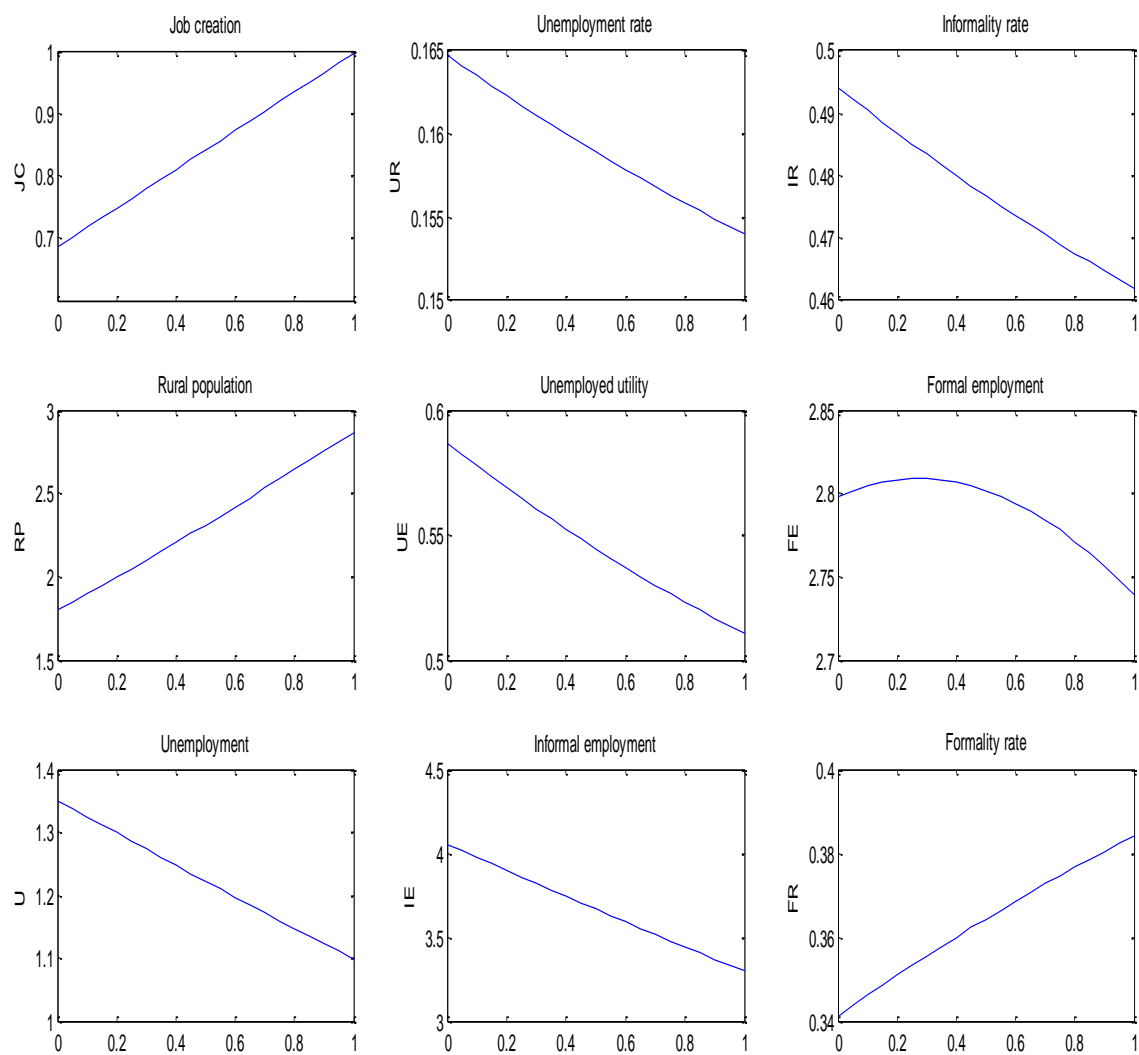 Job creation
1
0.9
0.8
0.7
JC
0 0.2 0.4 0.6 0.8 1
Unemployment rate
0.165
0.16
0.155
0.15
UR
0 0.2 0.4 0.6 0.8 1
Informality rate
0.5
0.49
0.48
0.47
0.46
IR
0 0.2 0.4 0.6 0.8 1
Rural population
3
2.5
2
1.5
RP
0 0.2 0.4 0.6 0.8 1
Unemployed utility
0.6
0.55
0.5
UE
0 0.2 0.4 0.6 0.8 1
Formal employment
2.85
2.8
2.75
2.7
FE
0 0.2 0.4 0.6 0.8 1
Unemployment
1.4
1.3
1.2
1.1
1
U
0 0.2 0.4 0.6 0.8 1
Informal employment
4.5
4
3.5
3
IE
0 0.2 0.4 0.6 0.8 1
Formality rate
0.4
0.38
0.36
0.34
FR
0 0.2 0.4 0.6 0.8 1